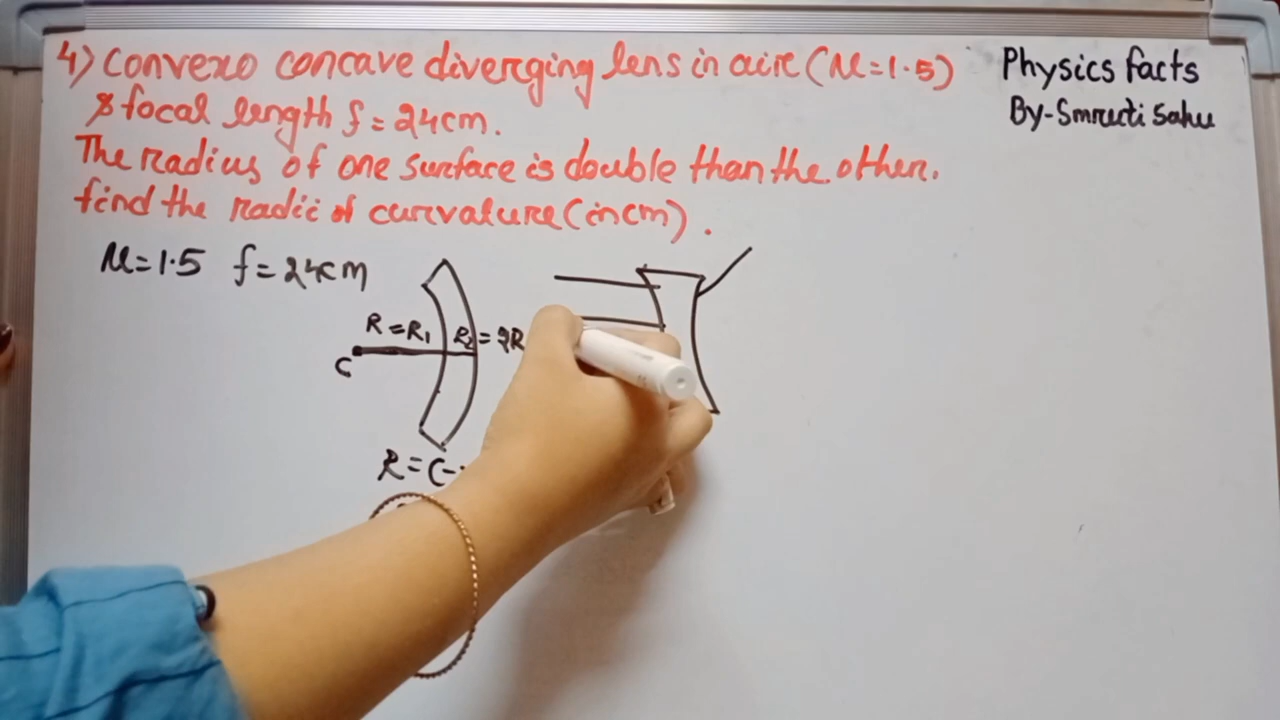 4) Convexo concave diverging lens in air (μ=1.5)
& focal length f = 24cm.
The radius of one surface is double than the other.
find the radii of curvature (in cm).
Physics facts
By-Smruti Sahu
μ=1.5 f=24cm
R=R₁ R₂=2R
C
R=(-